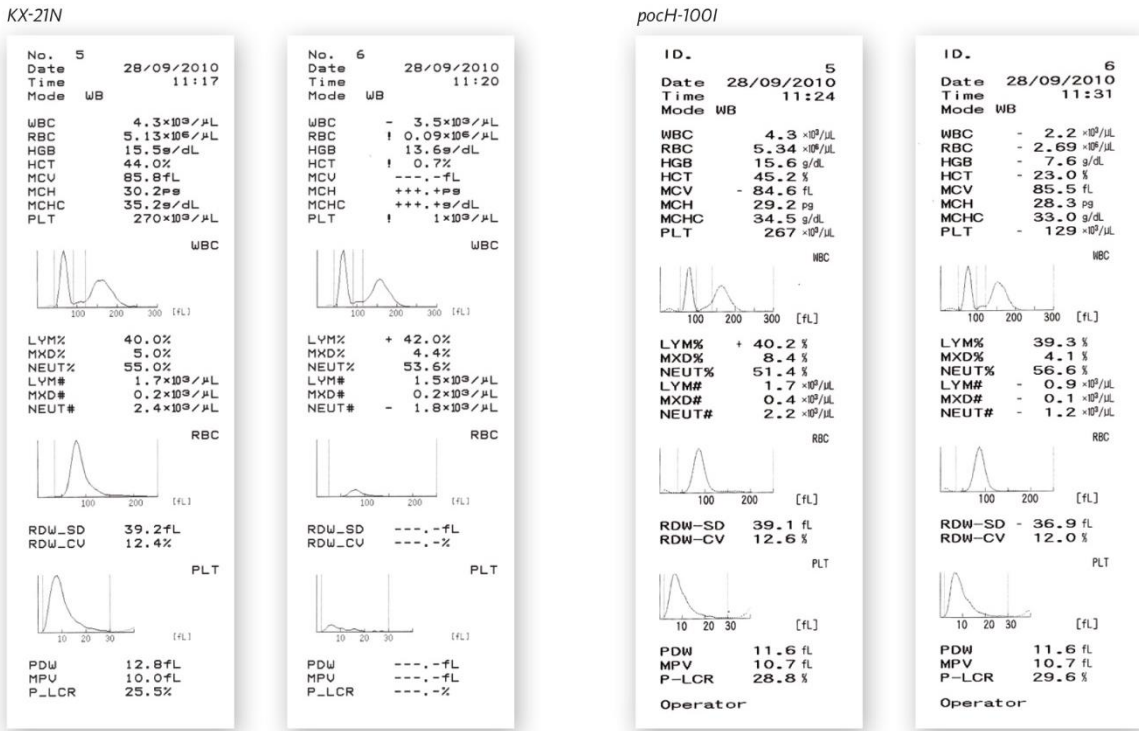 KX-21N
No. 5
Date 28/09/2010
Time 11:17
Mode WB
WBC 4.3×10³/µL
RBC 5.13×10⁶/µL
HGB 15.5g/dL
HCT 44.0%
MCV 85.8fL
MCH 30.2pg
MCHC 35.2g/dL
PLT 270×10³/µL
WBC
100 200 300 [fL]
LYM% 40.0%
MXD% 5.0%
NEUT% 55.0%
LYM# 1.7×10³/µL
MXD# 0.2×10³/µL
NEUT# 2.4×10³/µL
RBC
100 200 [fL]
RDW_SD 39.2fL
RDW_CV 12.4%
PLT
10 20 30 [fL]
PDW 12.8fL
MPV 10.0fL
P_LCR 25.5%
No. 6
Date 28/09/2010
Time 11:20
Mode WB
WBC - 3.5×10³/µL
RBC ! 0.09×10⁶/µL
HGB 13.6g/dL
HCT ! 0.7%
MCV ---.-fL
MCH +++.+pg
MCHC +++.+g/dL
PLT ! 1×10³/µL
WBC
100 200 300 [fL]
LYM% + 42.0%
MXD% 4.4%
NEUT% 53.6%
LYM# 1.5×10³/µL
MXD# 0.2×10³/µL
NEUT# - 1.8×10³/µL
RBC
100 200 [fL]
RDW_SD ---.-fL
RDW_CV ---.-%
PLT
10 20 30 [fL]
PDW ---.-fL
MPV ---.-fL
P_LCR ---.-%
pocH-100I
ID.
5
Date 28/09/2010
Time 11:24
Mode WB
WBC 4.3 ×10³/µL
RBC 5.34 ×10⁶/µL
HGB 15.6 g/dL
HCT 45.2 %
MCV - 84.6 fL
MCH 29.2 pg
MCHC 34.5 g/dL
PLT 267 ×10³/µL
WBC
100 200 300 [fL]
LYM% + 40.2 %
MXD% 8.4 %
NEUT% 51.4 %
LYM# 1.7 ×10³/µL
MXD# 0.4 ×10³/µL
NEUT# 2.2 ×10³/µL
RBC
100 200 [fL]
RDW-SD 39.1 fL
RDW-CV 12.6 %
PLT
10 20 30 [fL]
PDW 11.6 fL
MPV 10.7 fL
P-LCR 28.8 %
Operator
ID.
6
Date 28/09/2010
Time 11:31
Mode WB
WBC - 2.2 ×10³/µL
RBC - 2.69 ×10⁶/µL
HGB - 7.6 g/dL
HCT - 23.0 %
MCV 85.5 fL
MCH 28.3 pg
MCHC 33.0 g/dL
PLT - 129 ×10³/µL
WBC
100 200 300 [fL]
LYM% 39.3 %
MXD% 4.1 %
NEUT% 56.6 %
LYM# - 0.9 ×10³/µL
MXD# - 0.1 ×10³/µL
NEUT# - 1.2 ×10³/µL
RBC
100 200 [fL]
RDW-SD - 36.9 fL
RDW-CV 12.0 %
PLT
10 20 30 [fL]
PDW 11.6 fL
MPV 10.7 fL
P-LCR 29.6 %
Operator